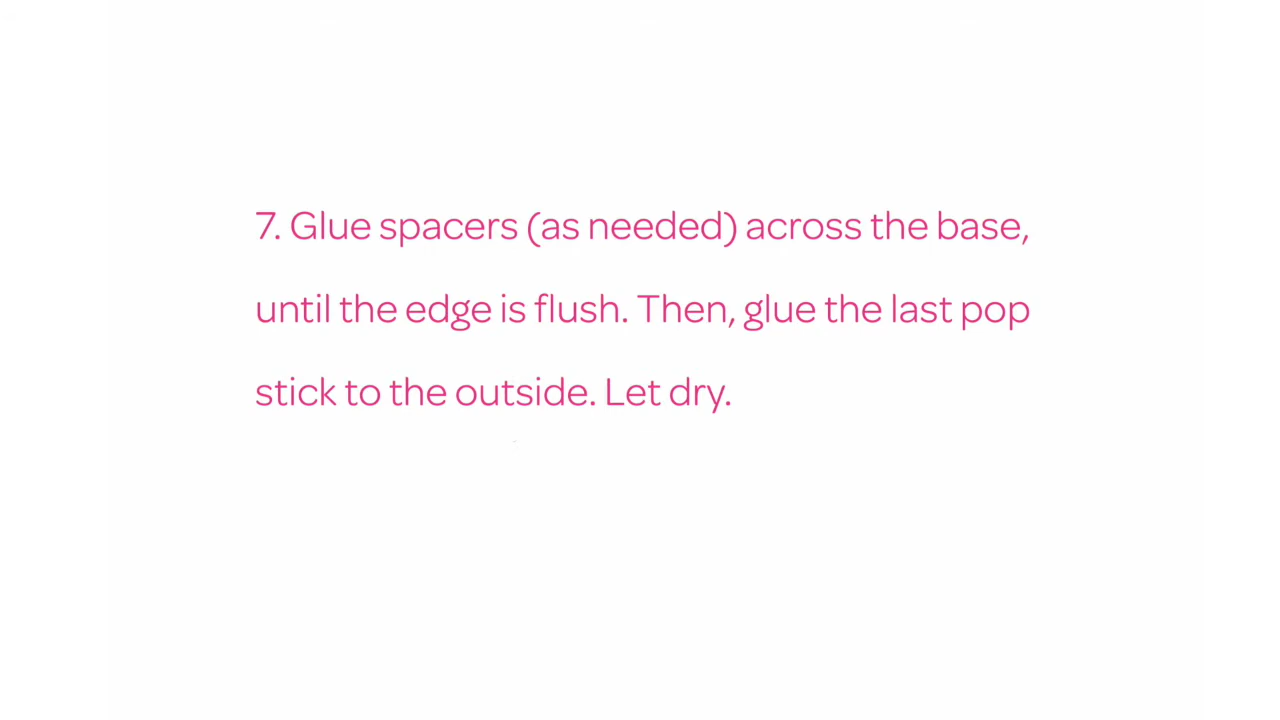 7. Glue spacers (as needed) across the base,
until the edge is flush. Then, glue the last pop
stick to the outside. Let dry.